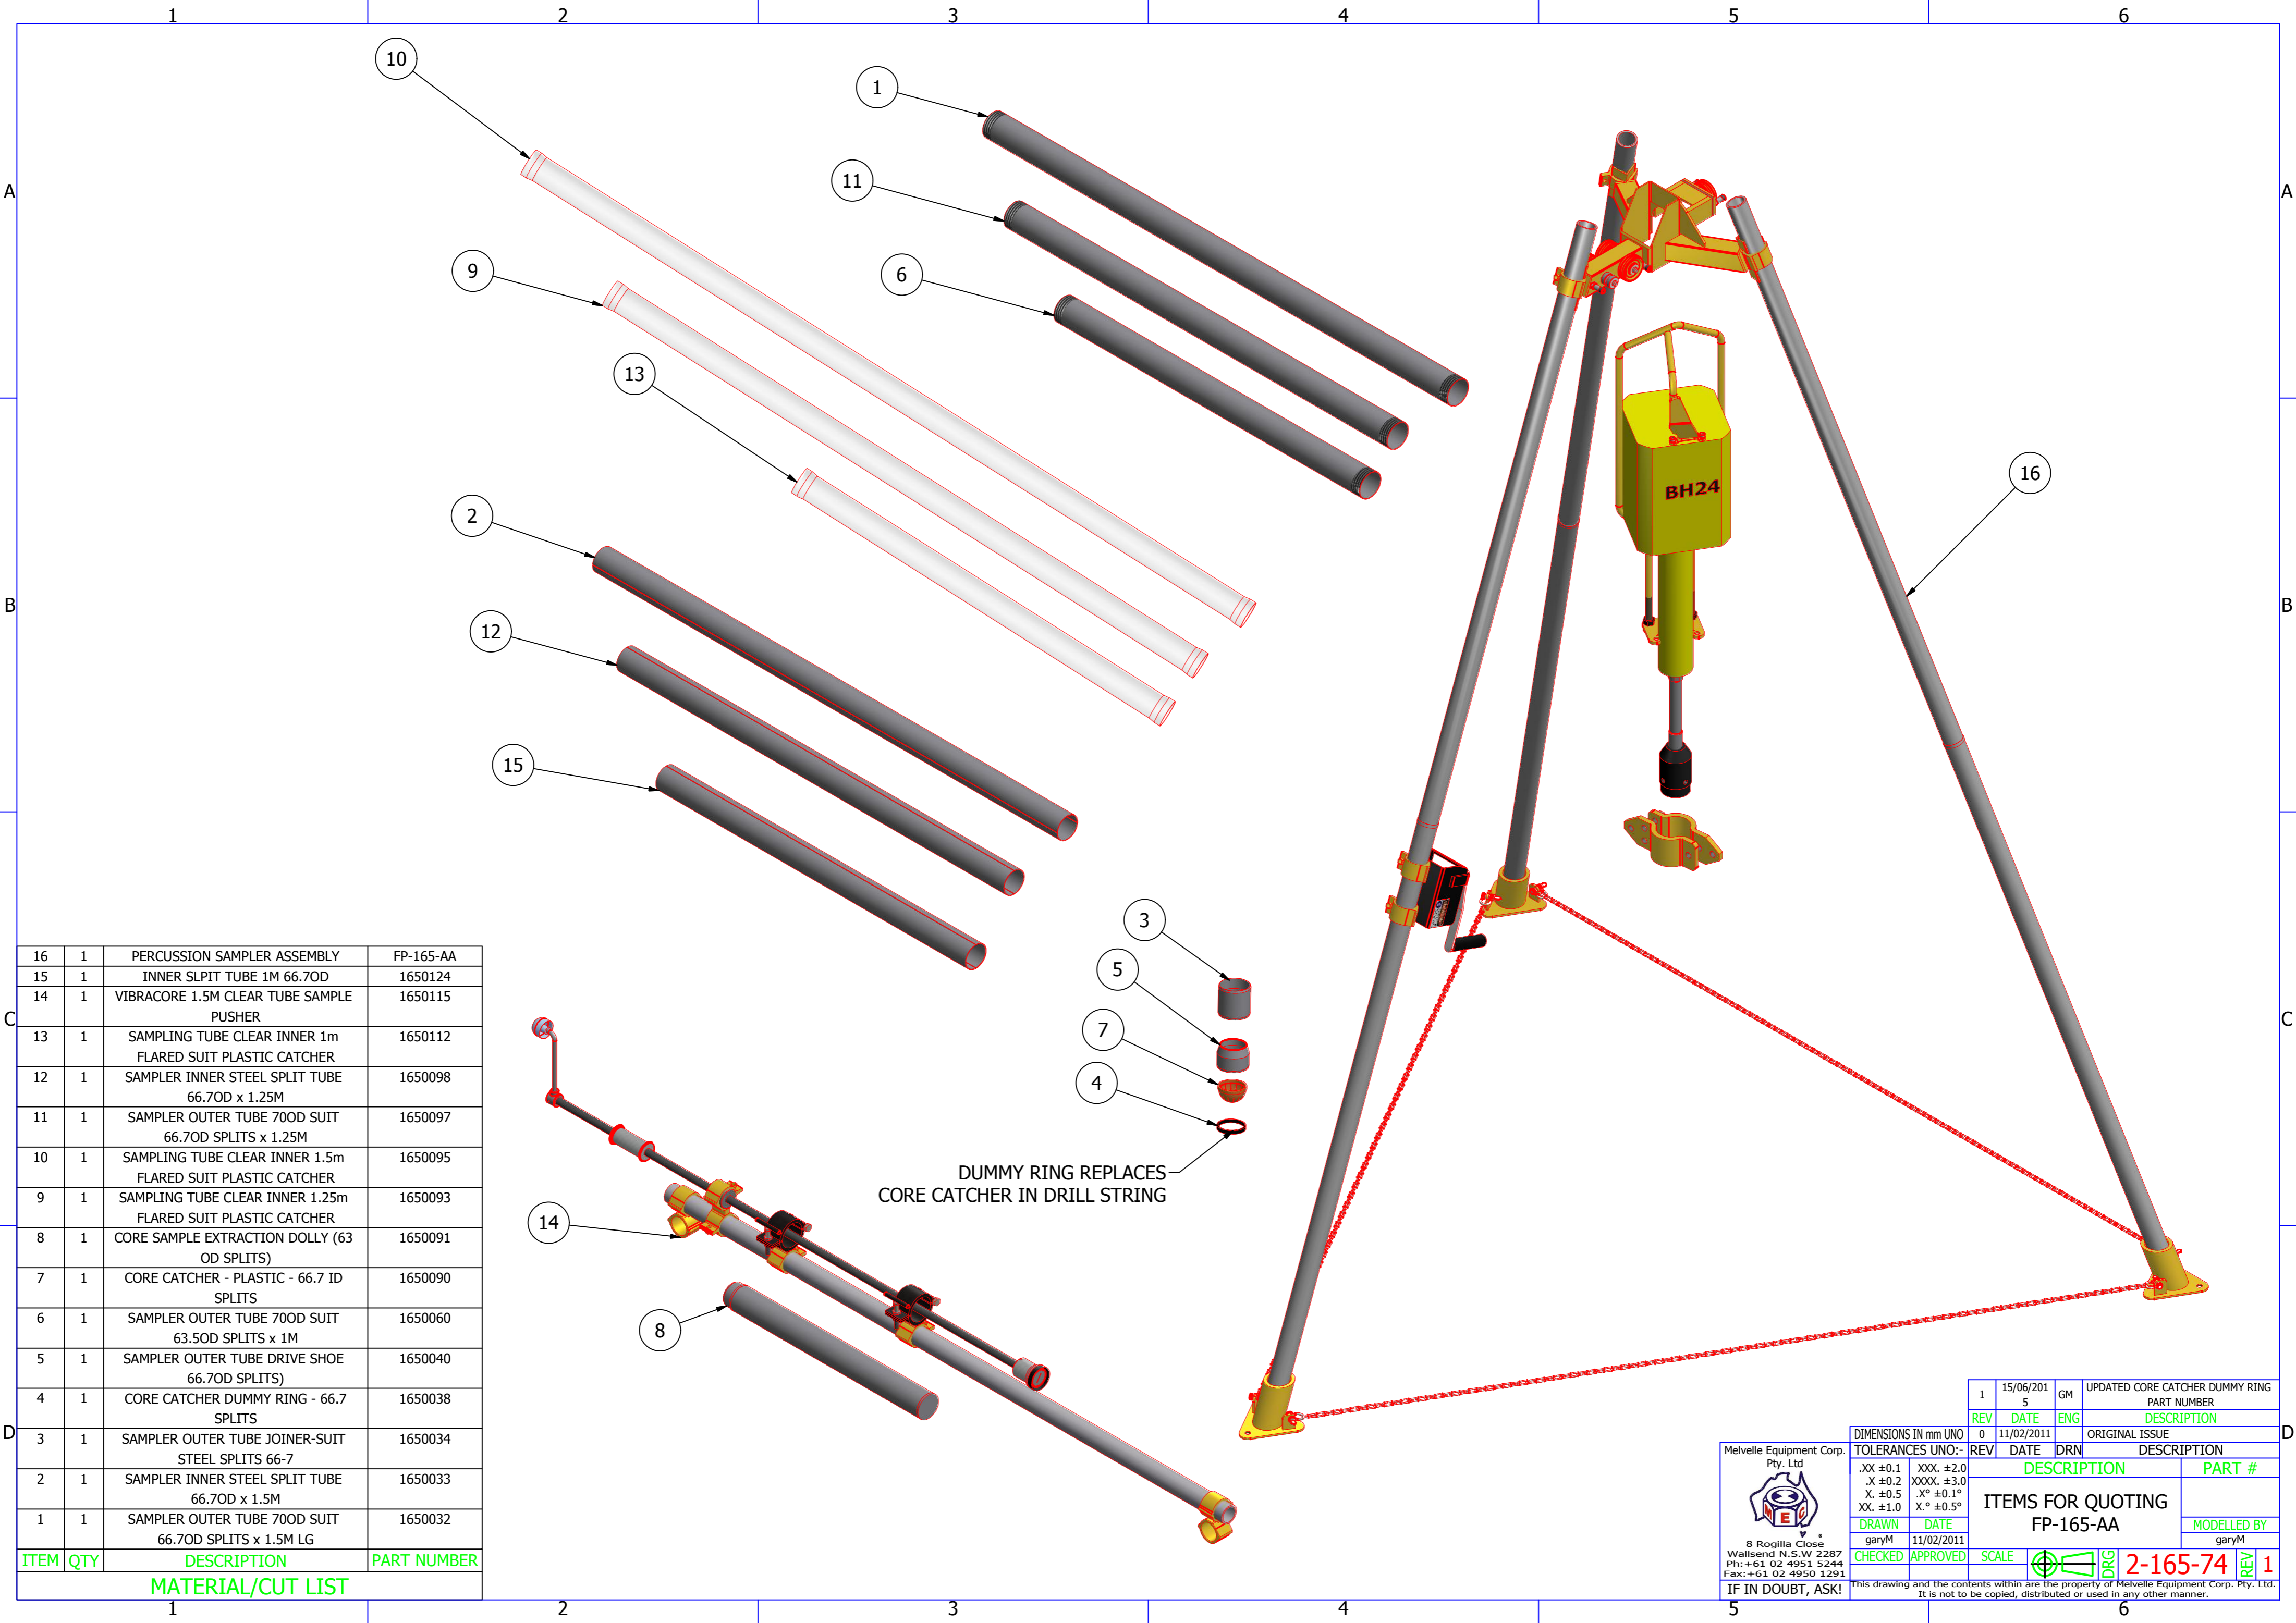 1 2 3 4 5 6
A
B
C
D
A
B
C
D
1 2 3 4 5 6
10
1
11
6
9
13
2
12
15
16
BH24
3
5
7
4
DUMMY RING REPLACES
CORE CATCHER IN DRILL STRING
14
8
16 1 PERCUSSION SAMPLER ASSEMBLY FP-165-AA
15 1 INNER SLPIT TUBE 1M 66.7OD 1650124
14 1 VIBRACORE 1.5M CLEAR TUBE SAMPLE 1650115
PUSHER
13 1 SAMPLING TUBE CLEAR INNER 1m 1650112
FLARED SUIT PLASTIC CATCHER
12 1 SAMPLER INNER STEEL SPLIT TUBE 1650098
66.7OD x 1.25M
11 1 SAMPLER OUTER TUBE 70OD SUIT 1650097
66.7OD SPLITS x 1.25M
10 1 SAMPLING TUBE CLEAR INNER 1.5m 1650095
FLARED SUIT PLASTIC CATCHER
9 1 SAMPLING TUBE CLEAR INNER 1.25m 1650093
FLARED SUIT PLASTIC CATCHER
8 1 CORE SAMPLE EXTRACTION DOLLY (63 1650091
OD SPLITS)
7 1 CORE CATCHER - PLASTIC - 66.7 ID 1650090
SPLITS
6 1 SAMPLER OUTER TUBE 70OD SUIT 1650060
63.5OD SPLITS x 1M
5 1 SAMPLER OUTER TUBE DRIVE SHOE 1650040
66.7OD SPLITS)
4 1 CORE CATCHER DUMMY RING - 66.7 1650038
SPLITS
3 1 SAMPLER OUTER TUBE JOINER-SUIT 1650034
STEEL SPLITS 66-7
2 1 SAMPLER INNER STEEL SPLIT TUBE 1650033
66.7OD x 1.5M
1 1 SAMPLER OUTER TUBE 70OD SUIT 1650032
66.7OD SPLITS x 1.5M LG
ITEM QTY DESCRIPTION PART NUMBER
MATERIAL/CUT LIST
1 15/06/201 GM UPDATED CORE CATCHER DUMMY RING
5 PART NUMBER
REV DATE ENG DESCRIPTION
DIMENSIONS IN mm UNO 0 11/02/2011 ORIGINAL ISSUE
TOLERANCES UNO:- REV DATE DRN DESCRIPTION
Melvelle Equipment Corp.
Pty. Ltd
MEC
8 Rogilla Close
Wallsend N.S.W 2287
Ph:+61 02 4951 5244
Fax:+61 02 4950 1291
IF IN DOUBT, ASK!
.XX ±0.1 XXX. ±2.0
.X ±0.2 XXXX. ±3.0
X. ±0.5 .X° ±0.1°
XX. ±1.0 X.° ±0.5°
DRAWN DATE
garyM 11/02/2011
CHECKED APPROVED SCALE
DESCRIPTION PART #
ITEMS FOR QUOTING
FP-165-AA
MODELLED BY
garyM
DRG 2-165-74 REV 1
This drawing and the contents within are the property of Melvelle Equipment Corp. Pty. Ltd.
It is not to be copied, distributed or used in any other manner.